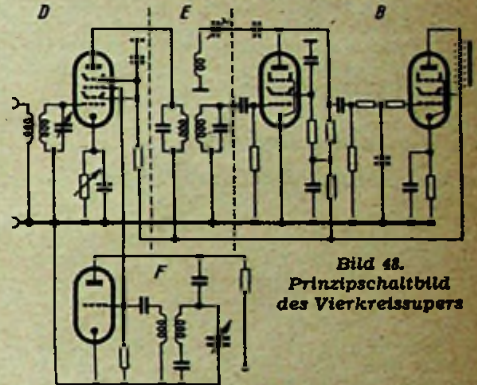 D E B
F
Bild 48.
Prinzipschaltbild
des Vierkreissupers